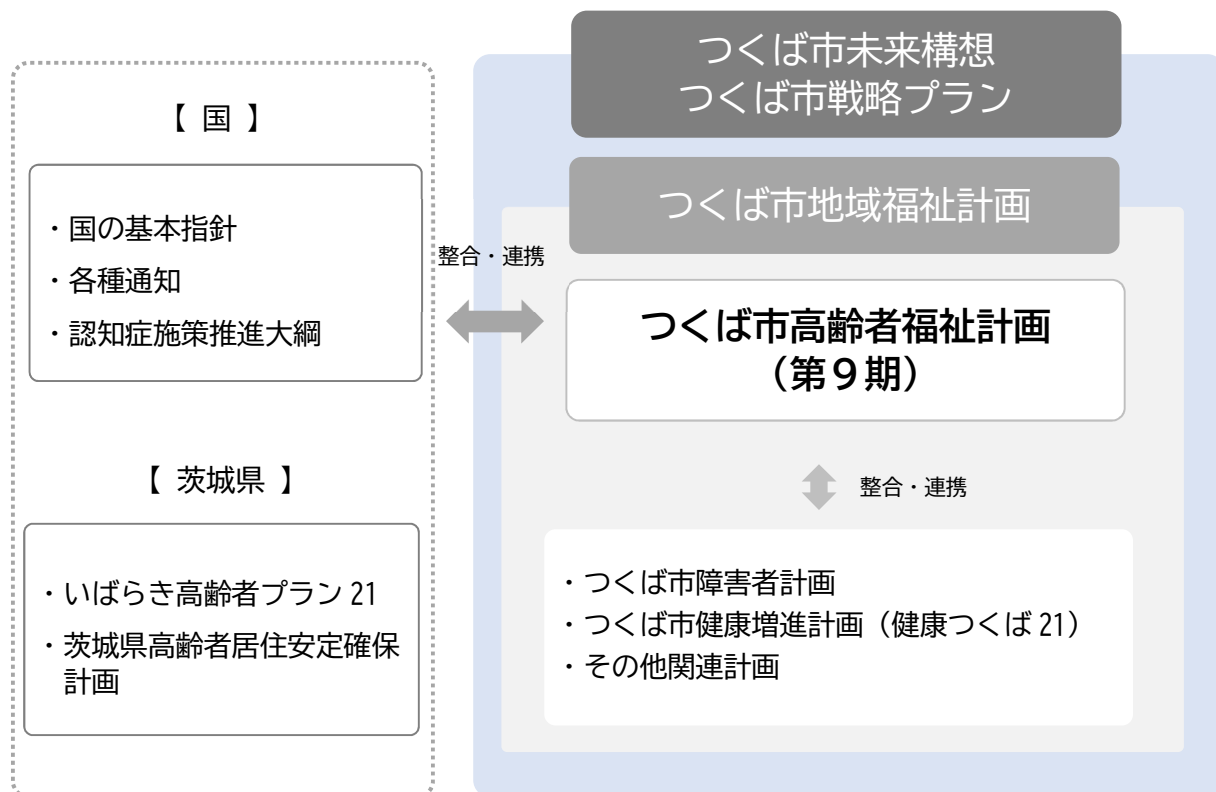 【 国 】
・国の基本指針
・各種通知
・認知症施策推進大綱
【 茨城県 】
・いばらき高齢者プラン 21
・茨城県高齢者居住安定確保
計画
整合・連携
つくば市未来構想
つくば市戦略プラン
つくば市地域福祉計画
つくば市高齢者福祉計画
（第９期）
整合・連携
・つくば市障害者計画
・つくば市健康増進計画（健康つくば 21）
・その他関連計画